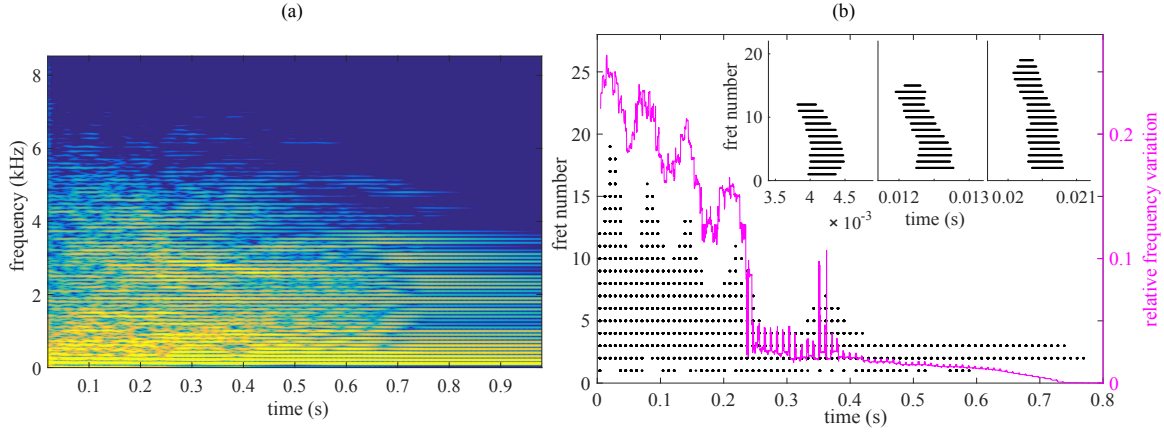 (a)
(b)
8
6
4
2
0
frequency (kHz)
0.1 0.2 0.3 0.4 0.5 0.6 0.7 0.8 0.9
time (s)
25
20
15
10
5
0
fret number
0 0.1 0.2 0.3 0.4 0.5 0.6 0.7 0.8
time (s)
0.2
0.1
0
relative frequency variation
20
10
0
fret number
3.5 4 4.5
× 10⁻³
0.012 0.013
0.02 0.021
time (s)